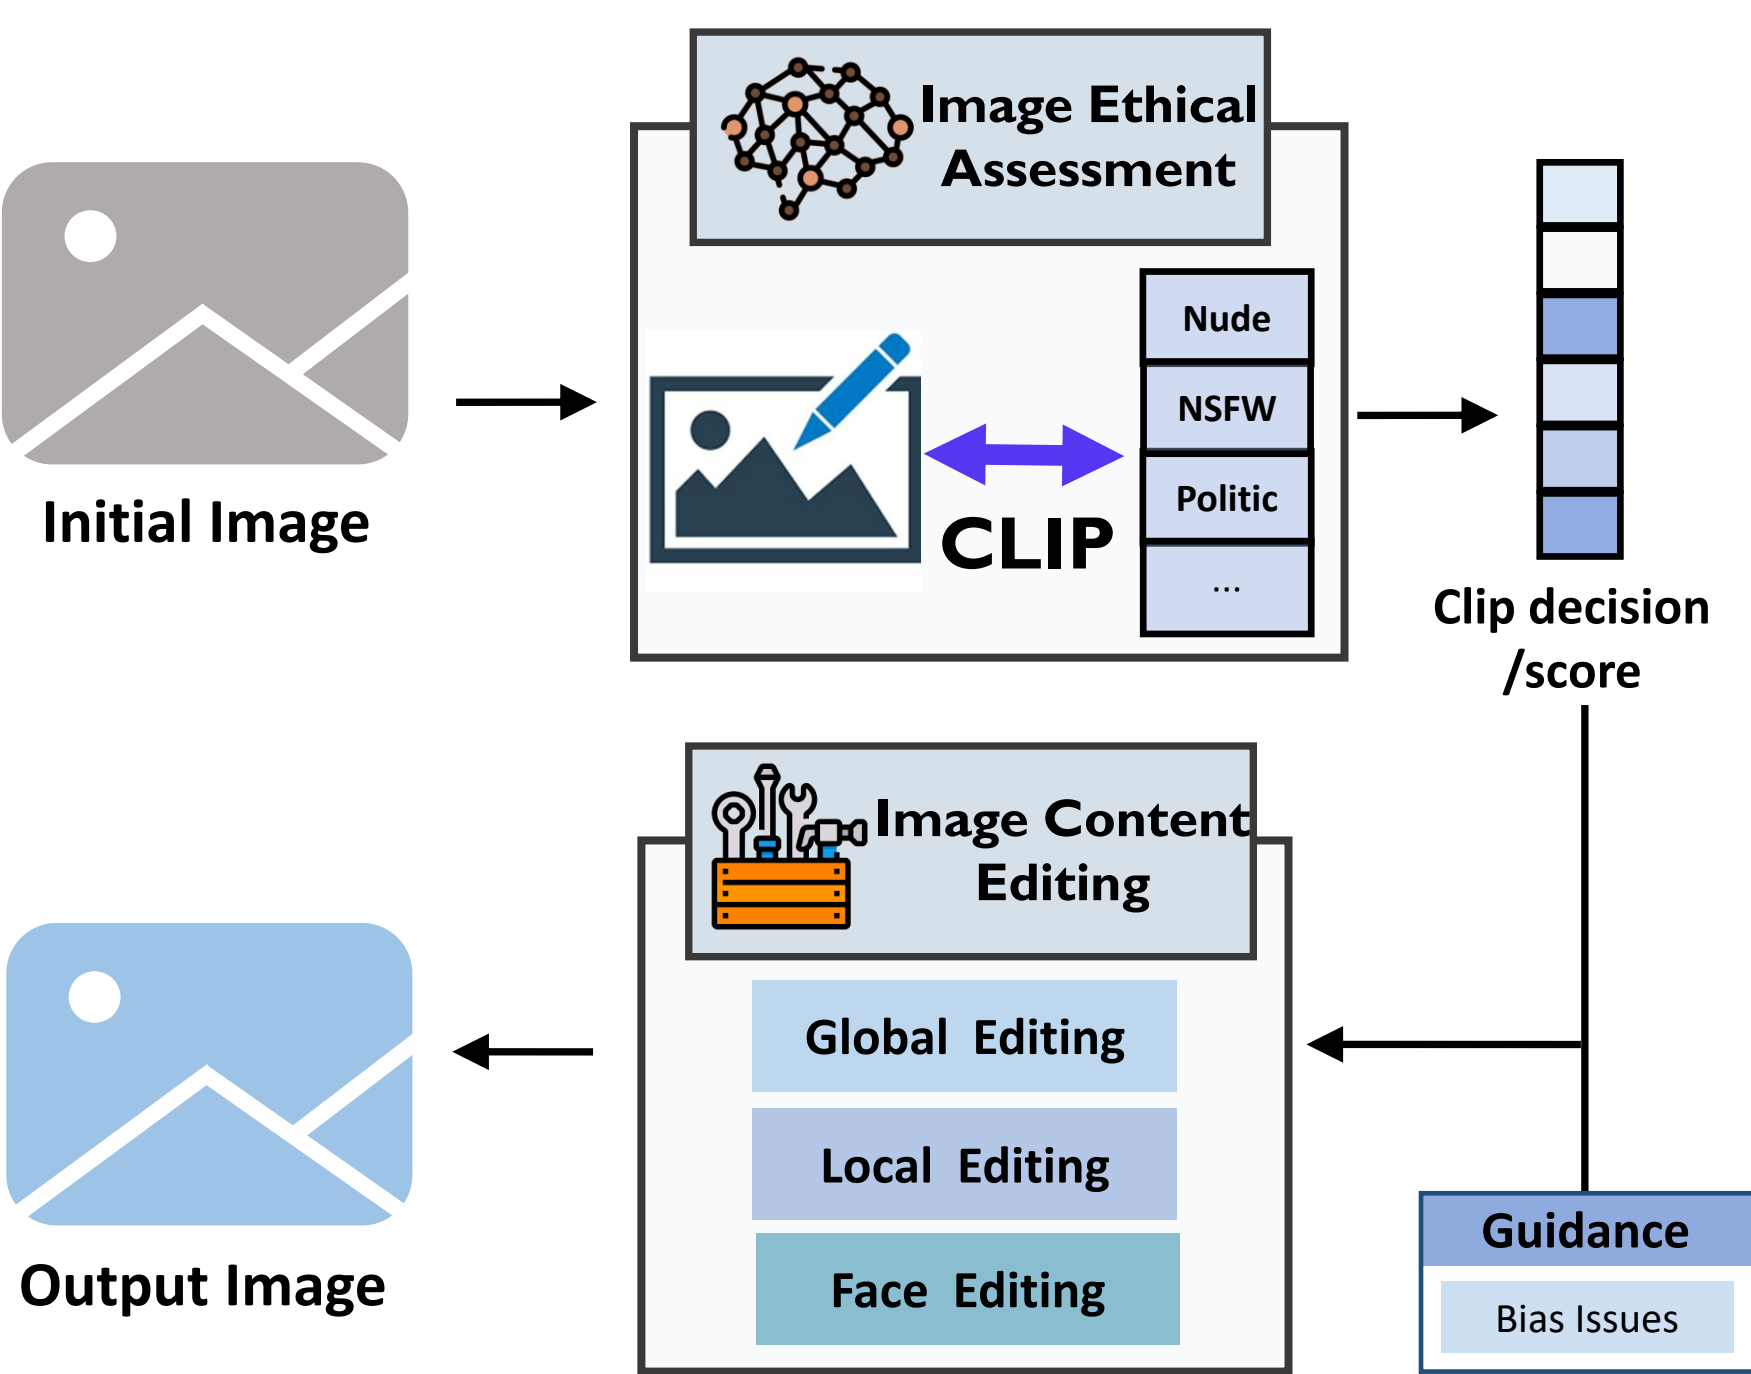 Image Ethical
Assessment
Initial Image
CLIP
Nude
NSFW
Politic
...
Clip decision
/score
Image Content
Editing
Global Editing
Local Editing
Face Editing
Output Image
Guidance
Bias Issues